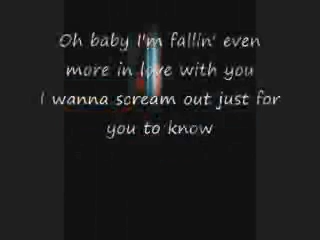 Oh baby I'm fallin' even
more in love with you
I wanna scream out just for
you to know